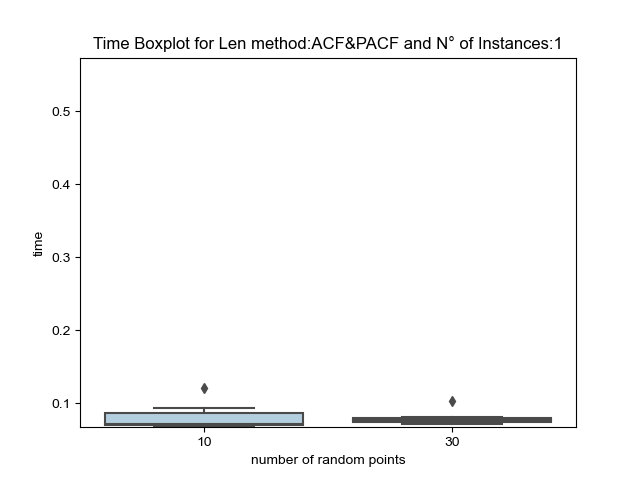 Time Boxplot for Len method:ACF&PACF and N° of Instances:1
0.5
0.4
0.3
0.2
0.1
time
10
30
number of random points